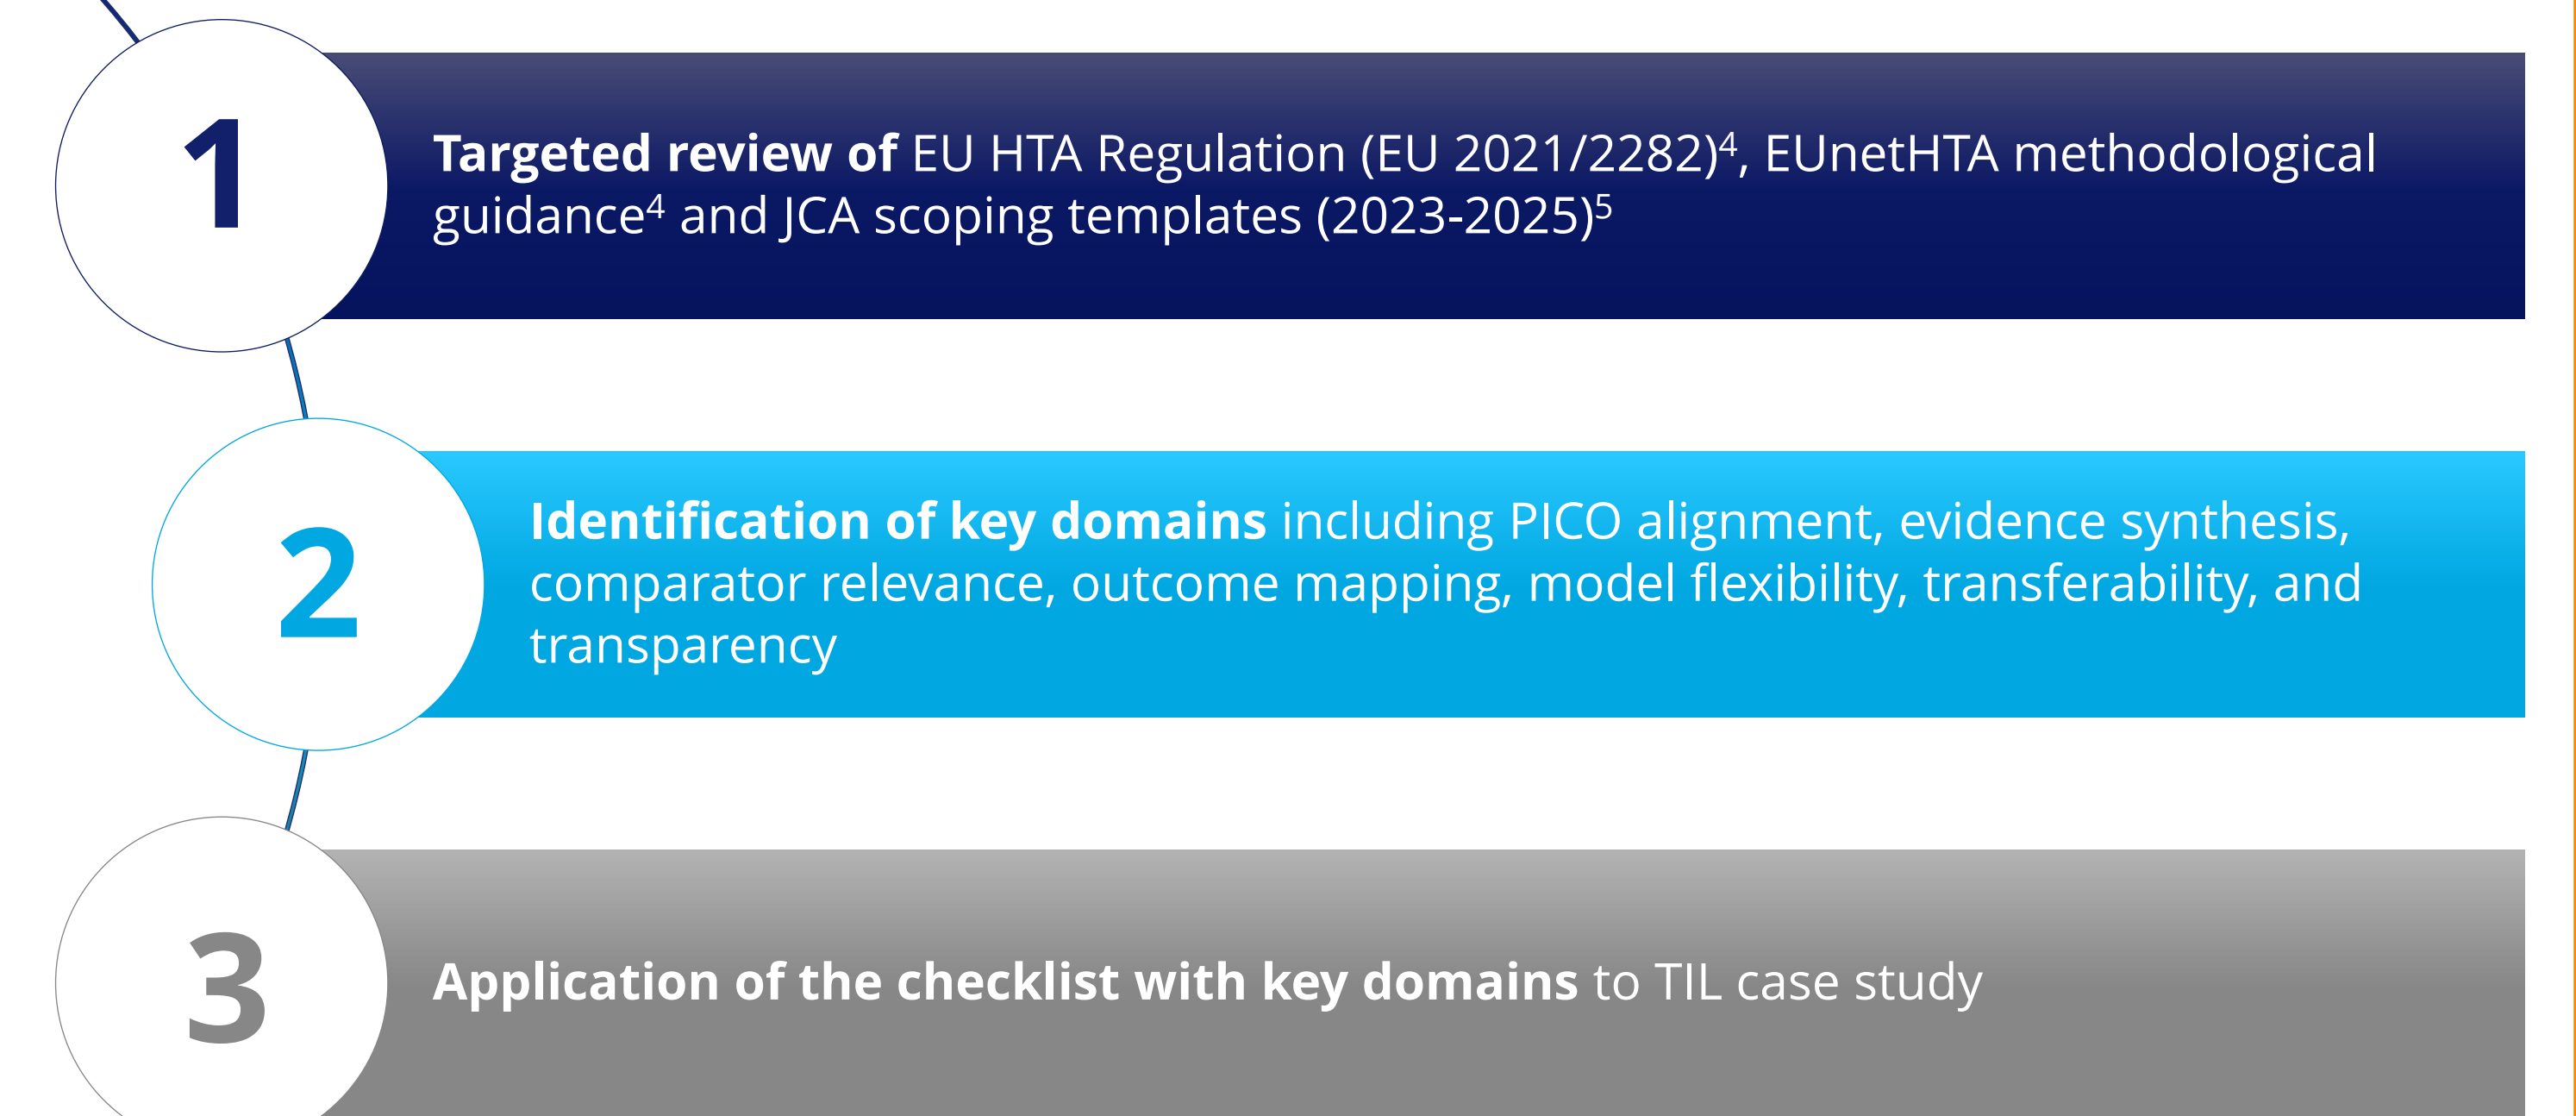 1
Targeted review of EU HTA Regulation (EU 2021/2282)⁴, EUnetHTA methodological
guidance⁴ and JCA scoping templates (2023-2025)⁵
2
Identification of key domains including PICO alignment, evidence synthesis,
comparator relevance, outcome mapping, model flexibility, transferability, and
transparency
3
Application of the checklist with key domains to TIL case study